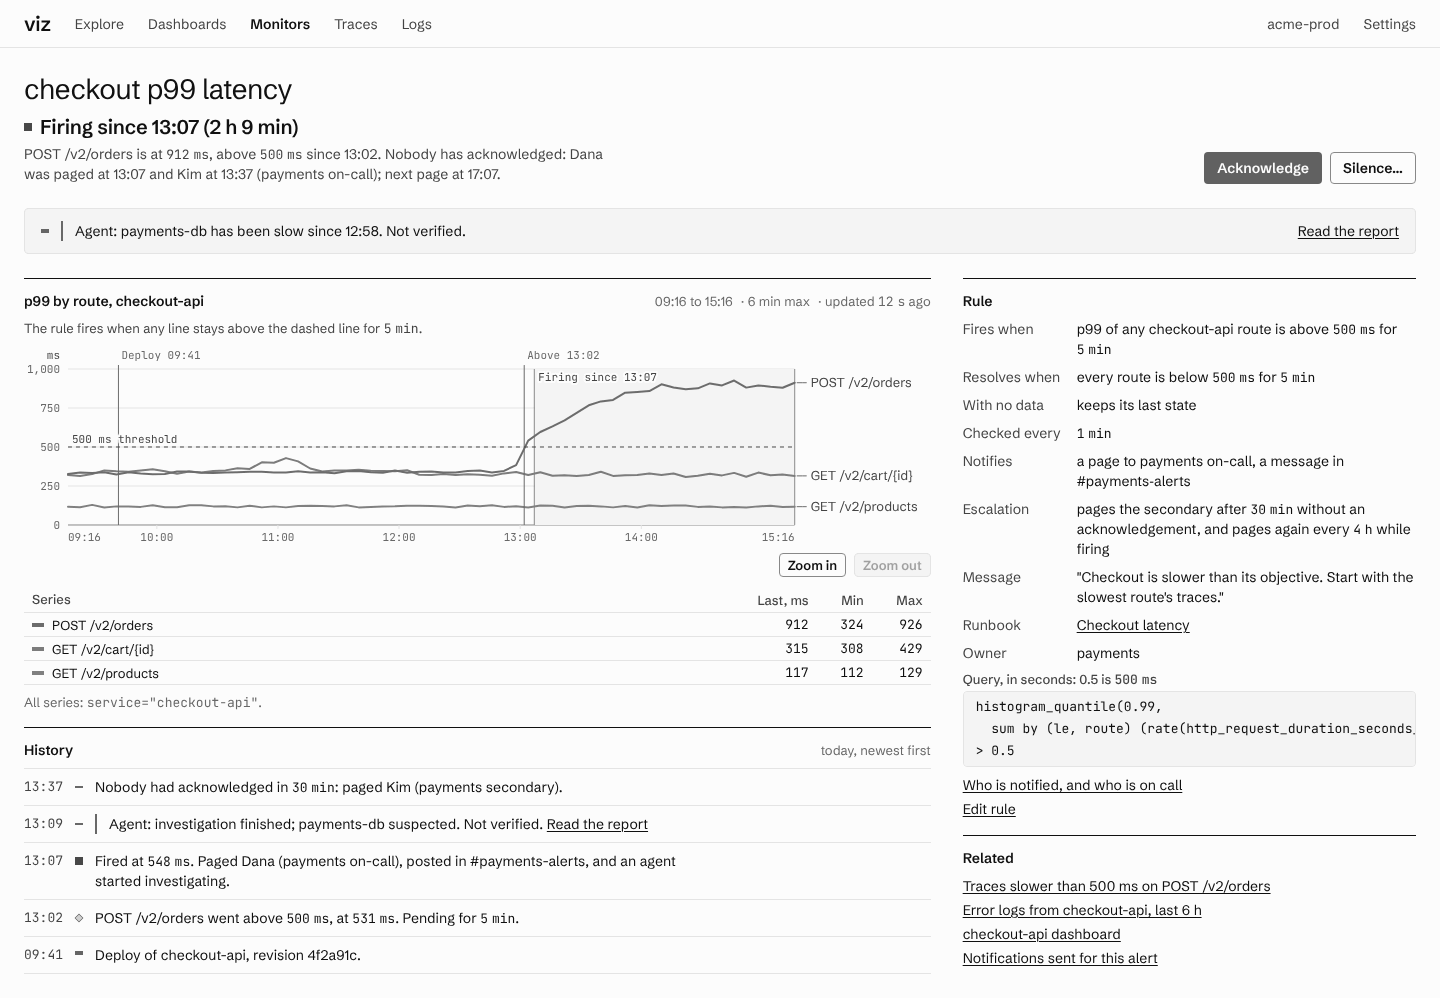 viz Explore Dashboards Monitors Traces Logs acme-prod Settings
checkout p99 latency
Firing since 13:07 (2 h 9 min)
POST /v2/orders is at 912 ms, above 500 ms since 13:02. Nobody has acknowledged: Dana
was paged at 13:07 and Kim at 13:37 (payments on-call); next page at 17:07.
Acknowledge Silence...
Agent: payments-db has been slow since 12:58. Not verified. Read the report
p99 by route, checkout-api 09:16 to 15:16 · 6 min max · updated 12 s ago
The rule fires when any line stays above the dashed line for 5 min.
ms Deploy 09:41 Above 13:02
1,000
Firing since 13:07
POST /v2/orders
750
500 ms threshold
500
GET /v2/cart/{id}
250
GET /v2/products
0
09:16 10:00 11:00 12:00 13:00 14:00 15:16
Zoom in Zoom out
Series Last, ms Min Max
POST /v2/orders 912 324 926
GET /v2/cart/{id} 315 308 429
GET /v2/products 117 112 129
All series: service="checkout-api".
History today, newest first
13:37 Nobody had acknowledged in 30 min: paged Kim (payments secondary).
13:09 Agent: investigation finished; payments-db suspected. Not verified. Read the report
13:07 Fired at 548 ms. Paged Dana (payments on-call), posted in #payments-alerts, and an agent
started investigating.
13:02 POST /v2/orders went above 500 ms, at 531 ms. Pending for 5 min.
09:41 Deploy of checkout-api, revision 4f2a91c.
Rule
Fires when p99 of any checkout-api route is above 500 ms for
5 min
Resolves when every route is below 500 ms for 5 min
With no data keeps its last state
Checked every 1 min
Notifies a page to payments on-call, a message in
#payments-alerts
Escalation pages the secondary after 30 min without an
acknowledgement, and pages again every 4 h while
firing
Message "Checkout is slower than its objective. Start with the
slowest route's traces."
Runbook Checkout latency
Owner payments
Query, in seconds: 0.5 is 500 ms
histogram_quantile(0.99,
sum by (le, route) (rate(http_request_duration_seconds_
> 0.5
Who is notified, and who is on call
Edit rule
Related
Traces slower than 500 ms on POST /v2/orders
Error logs from checkout-api, last 6 h
checkout-api dashboard
Notifications sent for this alert